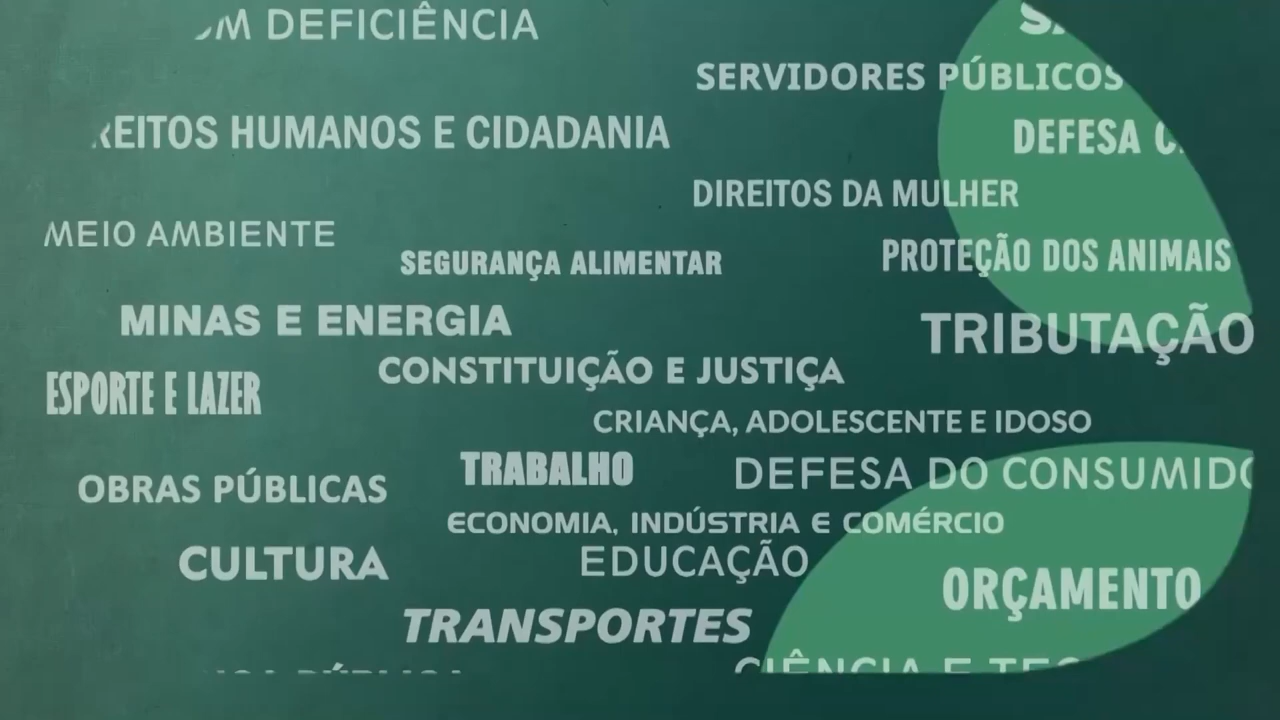 DEFICIÊNCIA
SERVIDORES PÚBLICOS
HUMANOS E CIDADANIA
DEFESA
DIREITOS DA MULHER
MEIO AMBIENTE
SEGURANÇA ALIMENTAR
PROTEÇÃO DOS ANIMAIS
MINAS E ENERGIA
TRIBUTAÇÃO
CONSTITUIÇÃO E JUSTIÇA
ESPORTE E LAZER
CRIANÇA, ADOLESCENTE E IDOSO
TRABALHO
DEFESA DO
OBRAS PÚBLICAS
ECONOMIA, INDÚSTRIA E COMÉRCIO
CULTURA
EDUCAÇÃO
ORÇAMENTO
TRANSPORTES
CIÊNCIA E